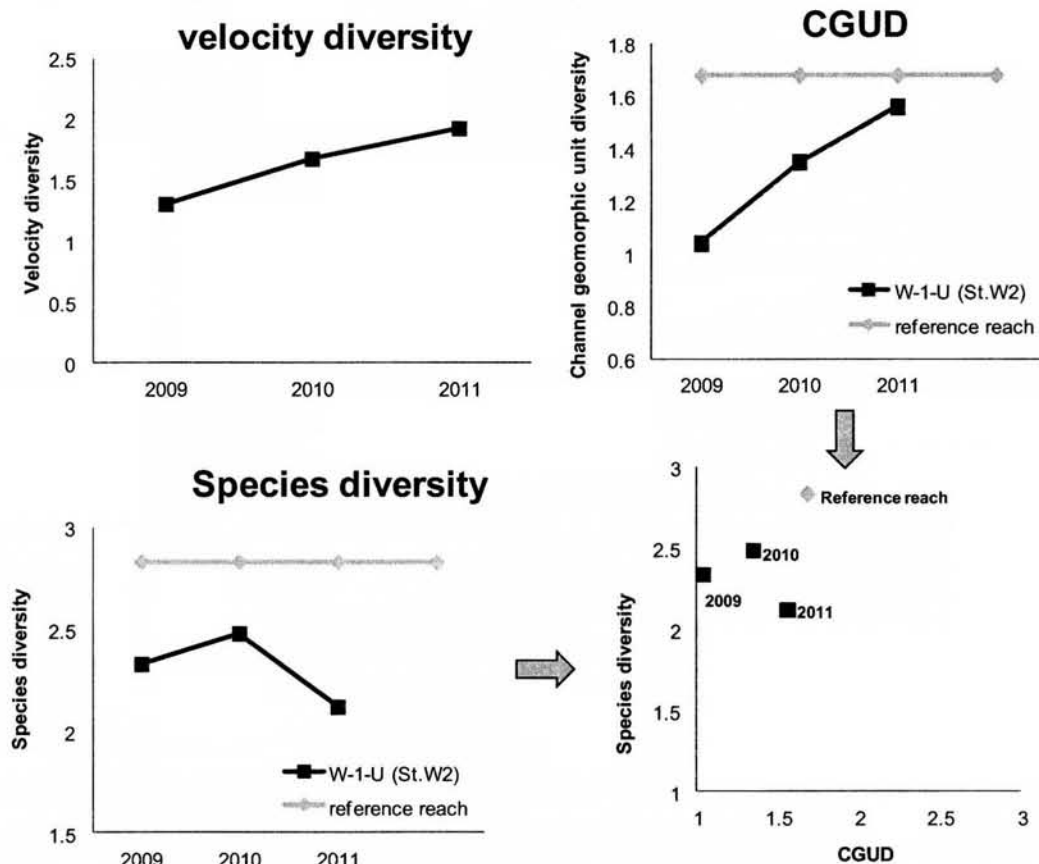 velocity diversity
Velocity diversity
2.5
2
1.5
1
0.5
0
2009 2010 2011
CGUD
Channel geomorphic unit diversity
1.8
1.6
1.4
1.2
1
0.8
0.6
W-1-U (St.W2)
reference reach
2009 2010 2011
Species diversity
Species diversity
3
2.5
2
1.5
W-1-U (St.W2)
reference reach
2009 2010 2011
Species diversity
3
2.5
2
1.5
1
Reference reach
2010
2009
2011
1 1.5 2 2.5 3
CGUD